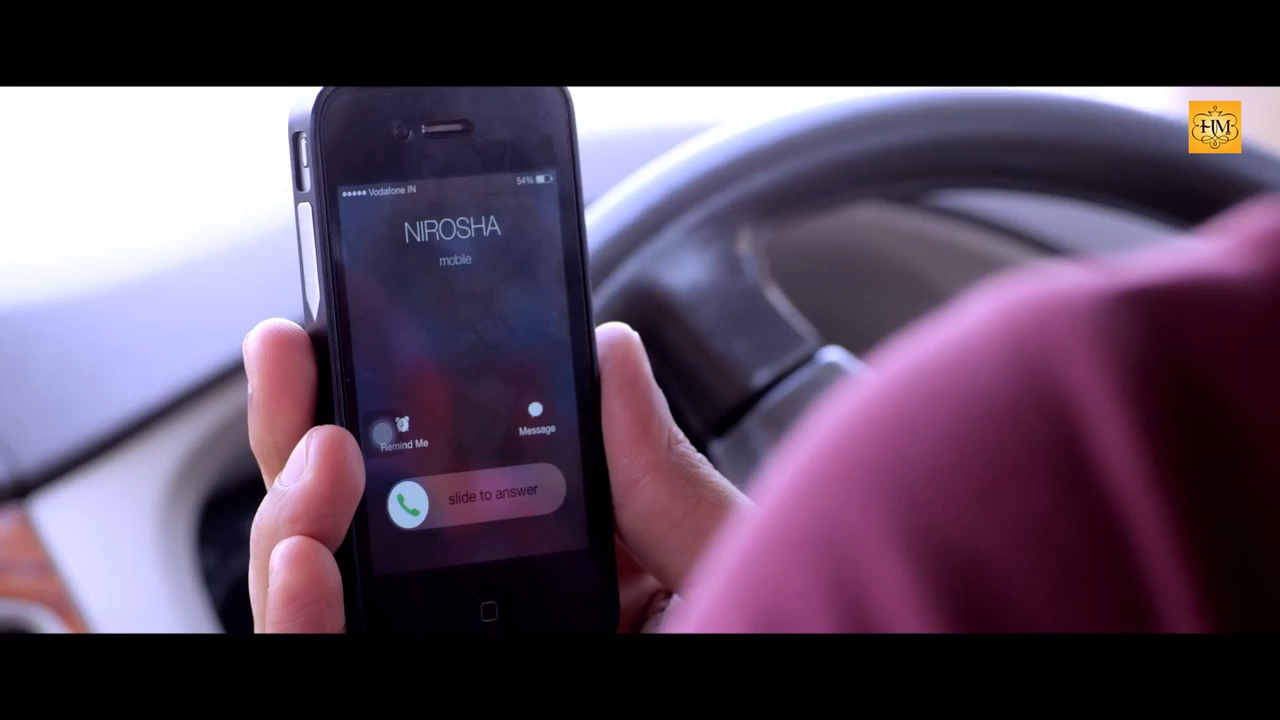 HM
Vodafone IN
54%
NIROSHA
mobile
Remind Me
Message
slide to answer